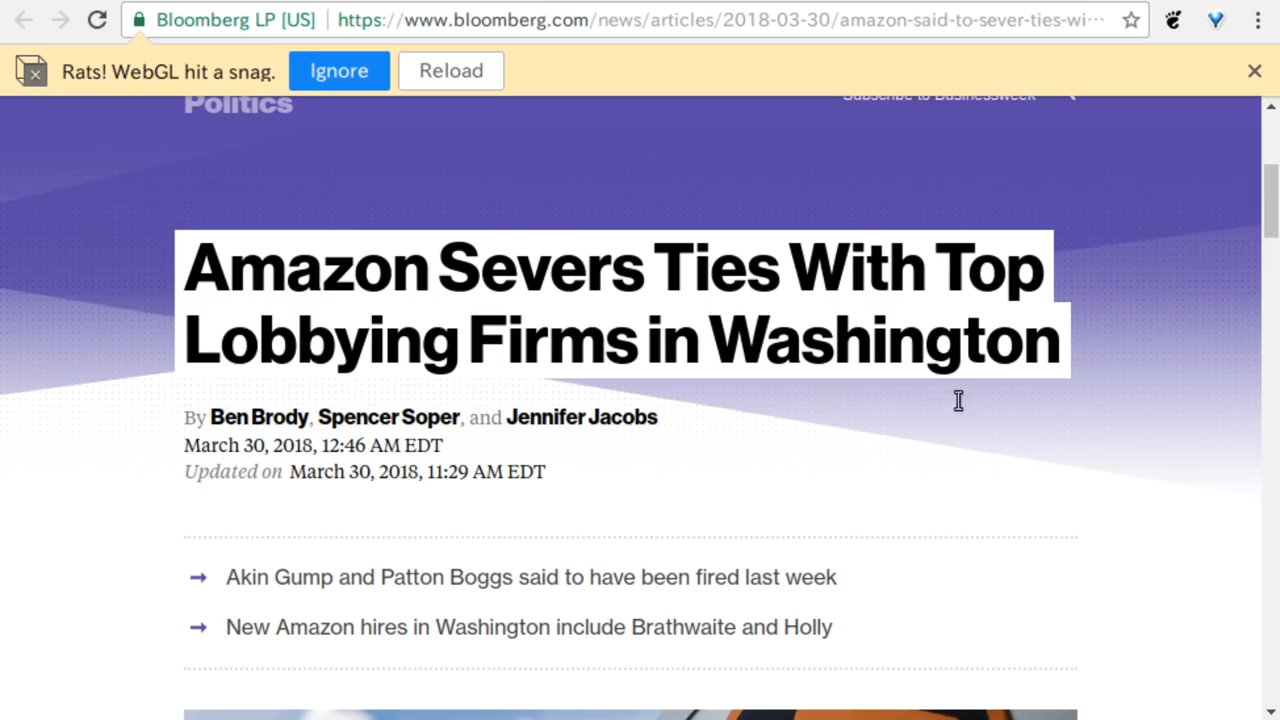 Bloomberg LP [US] https://www.bloomberg.com/news/articles/2018-03-30/amazon-said-to-sever-ties-wi···
Rats! WebGL hit a snag. Ignore Reload
Politics Subscribe to Businessweek
Amazon Severs Ties With Top
Lobbying Firms in Washington
By Ben Brody, Spencer Soper, and Jennifer Jacobs
March 30, 2018, 12:46 AM EDT
Updated on March 30, 2018, 11:29 AM EDT
Akin Gump and Patton Boggs said to have been fired last week
New Amazon hires in Washington include Brathwaite and Holly